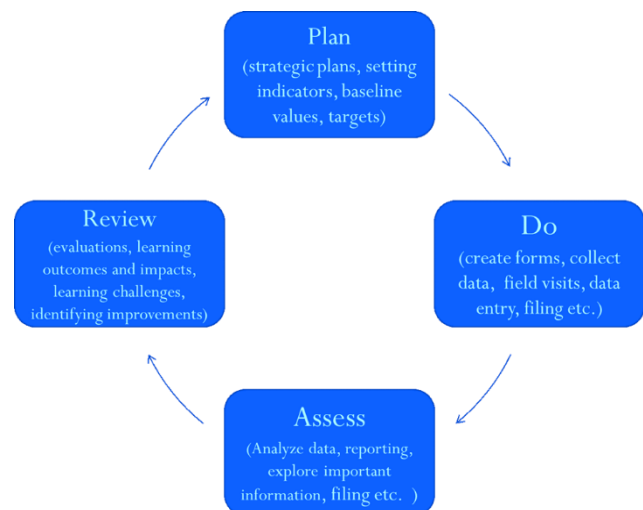 Plan
(strategic plans, setting
indicators, baseline
values, targets)
Do
(create forms, collect
data, field visits, data
entry, filing etc.)
Assess
(Analyze data, reporting,
explore important
information, filing etc. )
Review
(evaluations, learning
outcomes and impacts,
learning challenges,
identifying improvements)